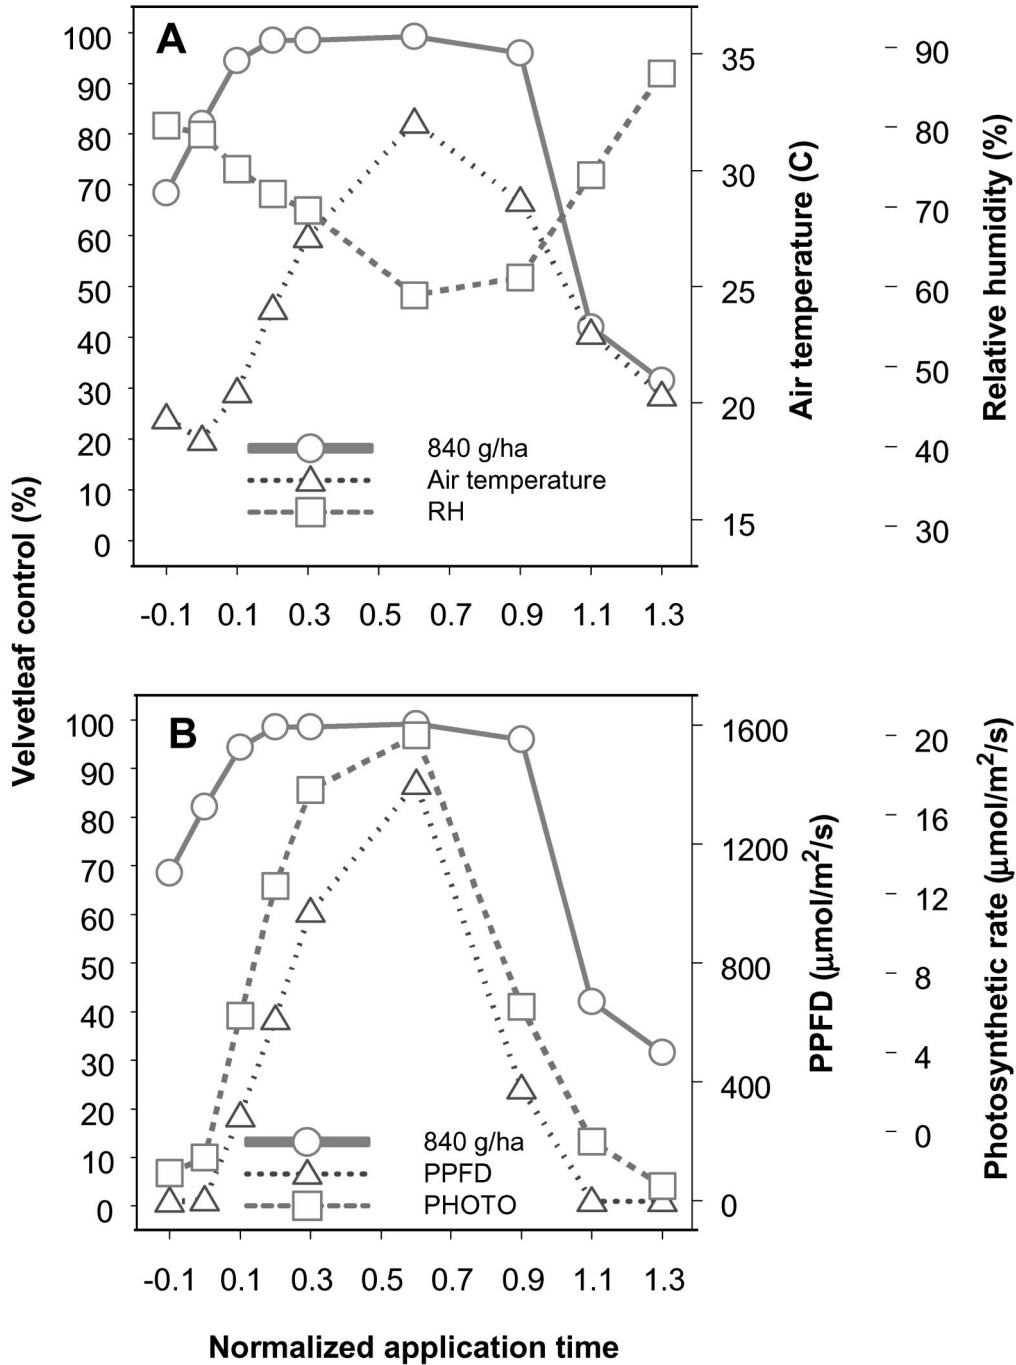 A
100
90
80
70
60
50
40
30
20
10
0
840 g/ha
Air temperature
RH
35
30
25
20
15
Air temperature (C)
90
80
70
60
50
40
30
Relative humidity (%)
-0.1 0.1 0.3 0.5 0.7 0.9 1.1 1.3
Velvetleaf control (%)
B
100
90
80
70
60
50
40
30
20
10
0
840 g/ha
PPFD
PHOTO
1600
1200
800
400
0
PPFD (μmol/m²/s)
20
16
12
8
4
0
Photosynthetic rate (μmol/m²/s)
-0.1 0.1 0.3 0.5 0.7 0.9 1.1 1.3
Normalized application time